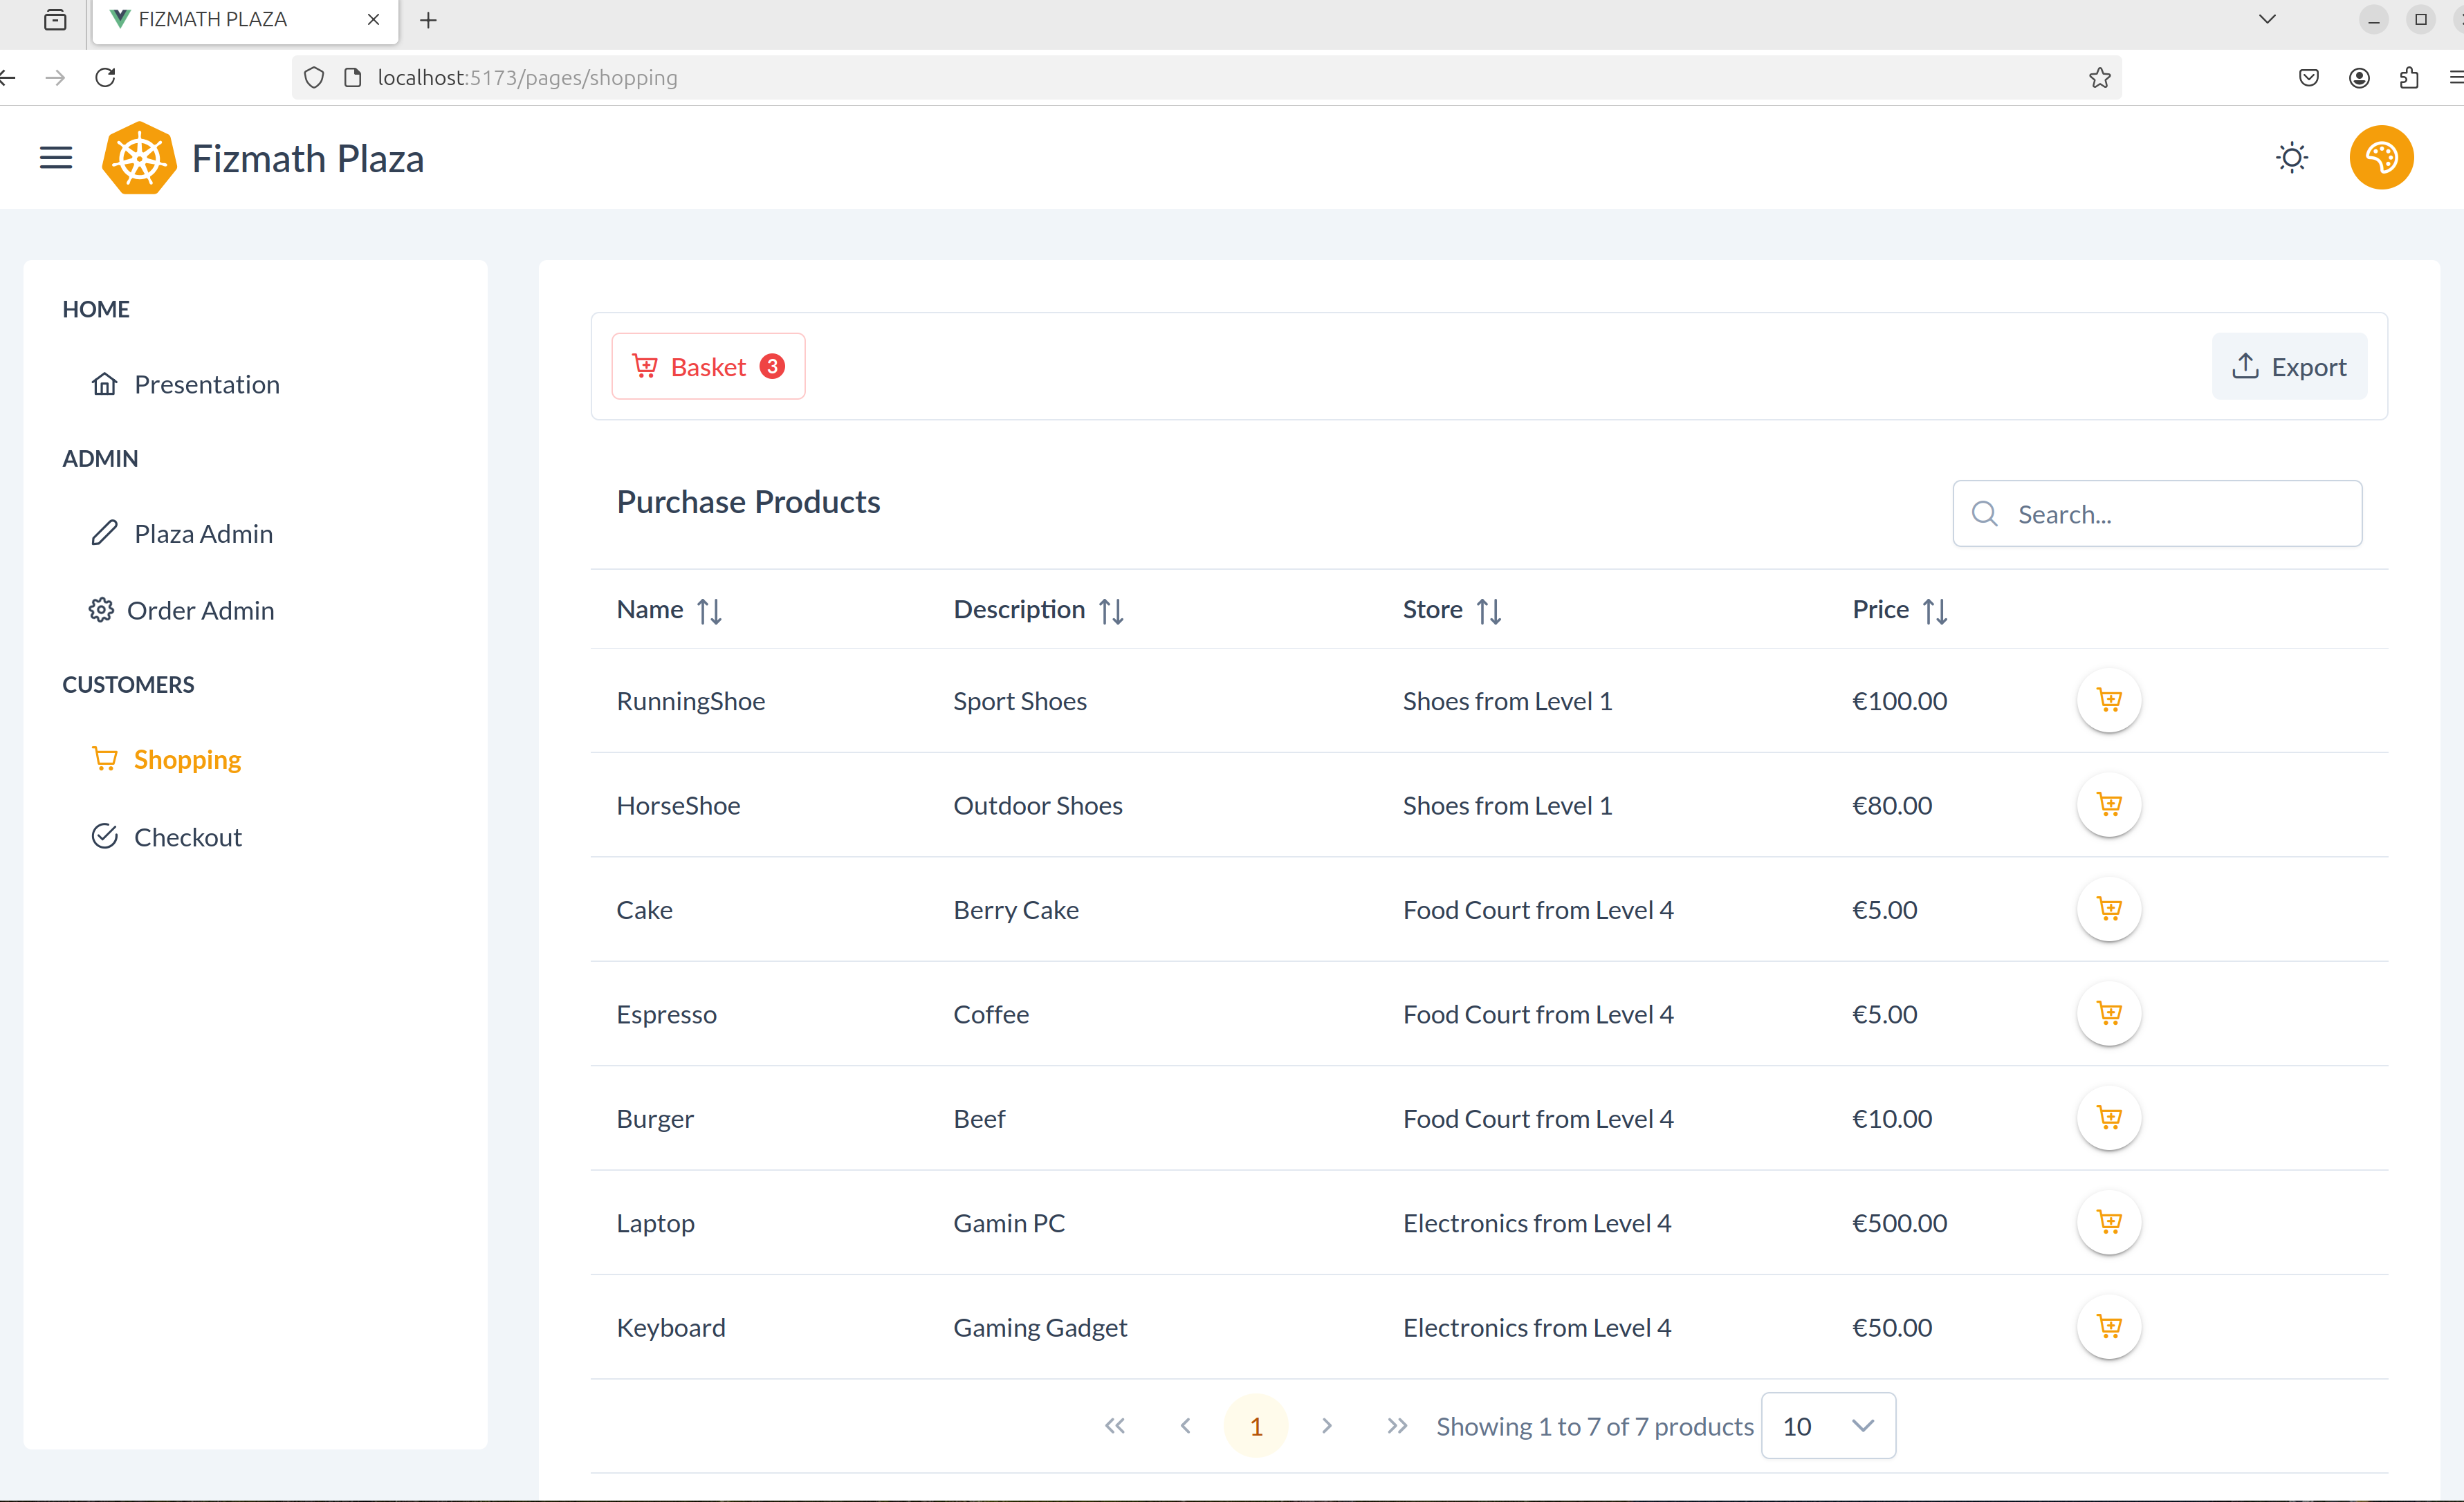 FIZMATH PLAZA
localhost:5173/pages/shopping
Fizmath Plaza
HOME
Presentation
ADMIN
Plaza Admin
Order Admin
CUSTOMERS
Shopping
Checkout
Basket 3
Export
Purchase Products
Search...
Name Description Store Price
RunningShoe Sport Shoes Shoes from Level 1 €100.00
HorseShoe Outdoor Shoes Shoes from Level 1 €80.00
Cake Berry Cake Food Court from Level 4 €5.00
Espresso Coffee Food Court from Level 4 €5.00
Burger Beef Food Court from Level 4 €10.00
Laptop Gamin PC Electronics from Level 4 €500.00
Keyboard Gaming Gadget Electronics from Level 4 €50.00
1 Showing 1 to 7 of 7 products 10